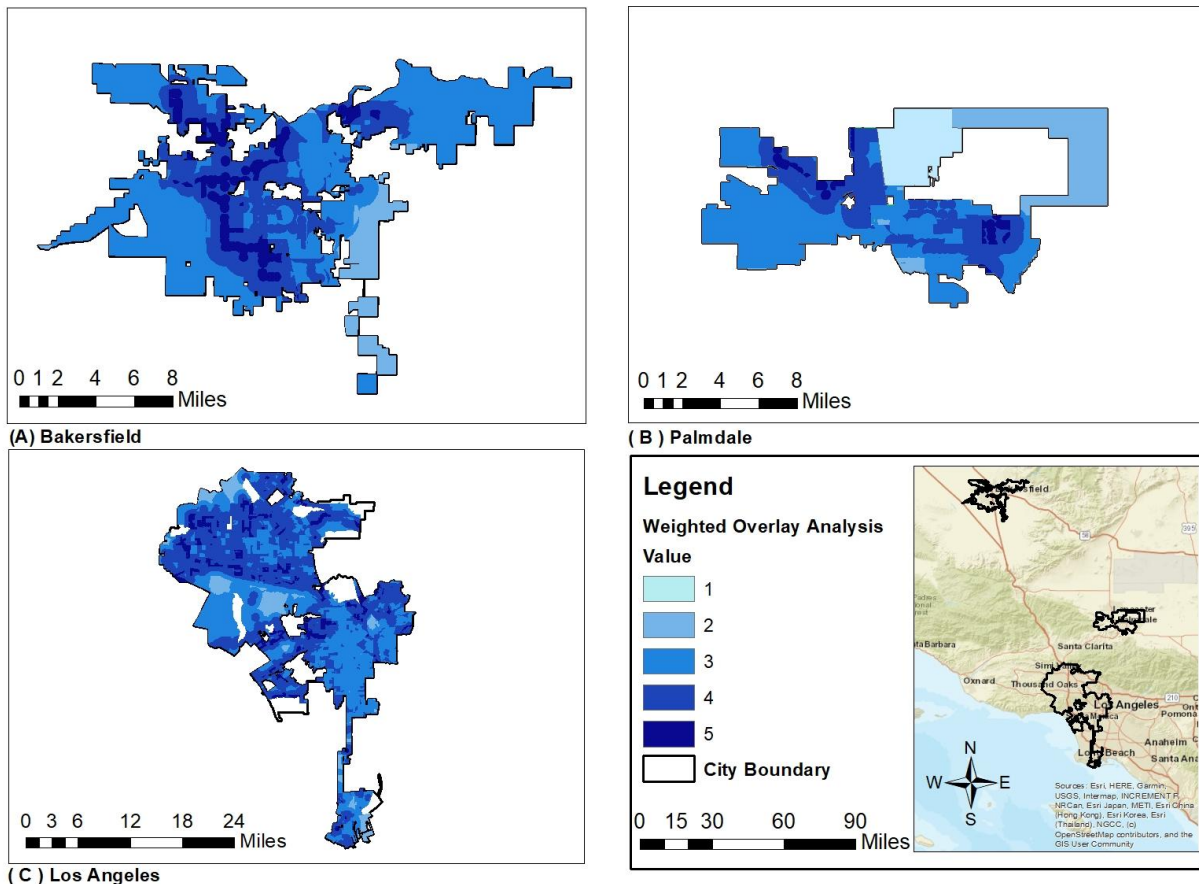 0 1 2 4 6 8
Miles
(A) Bakersfield
0 1 2 4 6 8
Miles
( B ) Palmdale
0 3 6 12 18 24
Miles
( C ) Los Angeles
Legend
Weighted Overlay Analysis
Value
1
2
3
4
5
City Boundary
0 15 30 60 90
Miles
395
58
Lancaster
Santa Clarita
Oxnard
Thousand Oaks
210
Los Angeles
Pomona
Anaheim
Long Beach
Santa Ana
N
W E
S
Sources: Esri, HERE, Garmin,
USGS, Intermap, INCREMENT P,
NRCan, Esri Japan, METI, Esri China
(Hong Kong), Esri Korea, Esri
(Thailand), NGCC, (c)
OpenStreetMap contributors, and the
GIS User Community